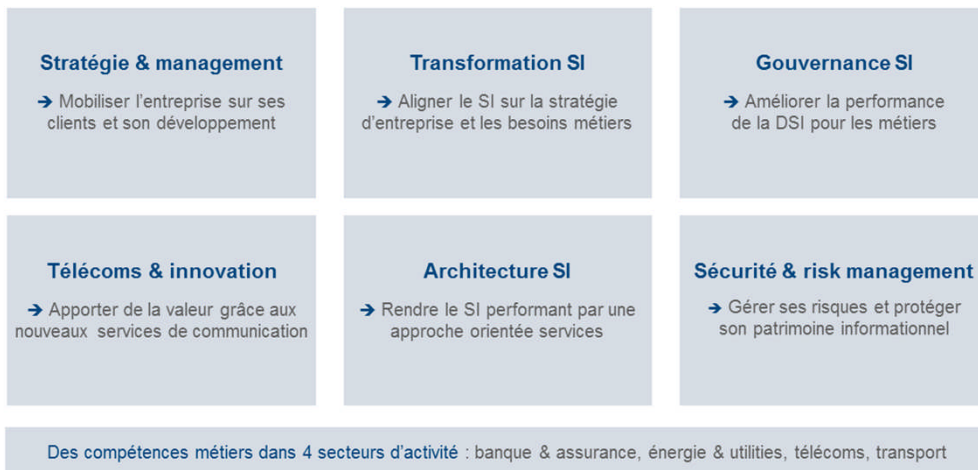 Stratégie & management
➔ Mobiliser l'entreprise sur ses
clients et son développement
Transformation SI
➔ Aligner le SI sur la stratégie
d'entreprise et les besoins métiers
Gouvernance SI
➔ Améliorer la performance
de la DSI pour les métiers
Télécoms & innovation
➔ Apporter de la valeur grâce aux
nouveaux services de communication
Architecture SI
➔ Rendre le SI performant par une
approche orientée services
Sécurité & risk management
➔ Gérer ses risques et protéger
son patrimoine informationnel
Des compétences métiers dans 4 secteurs d'activité : banque & assurance, énergie & utilities, télécoms, transport